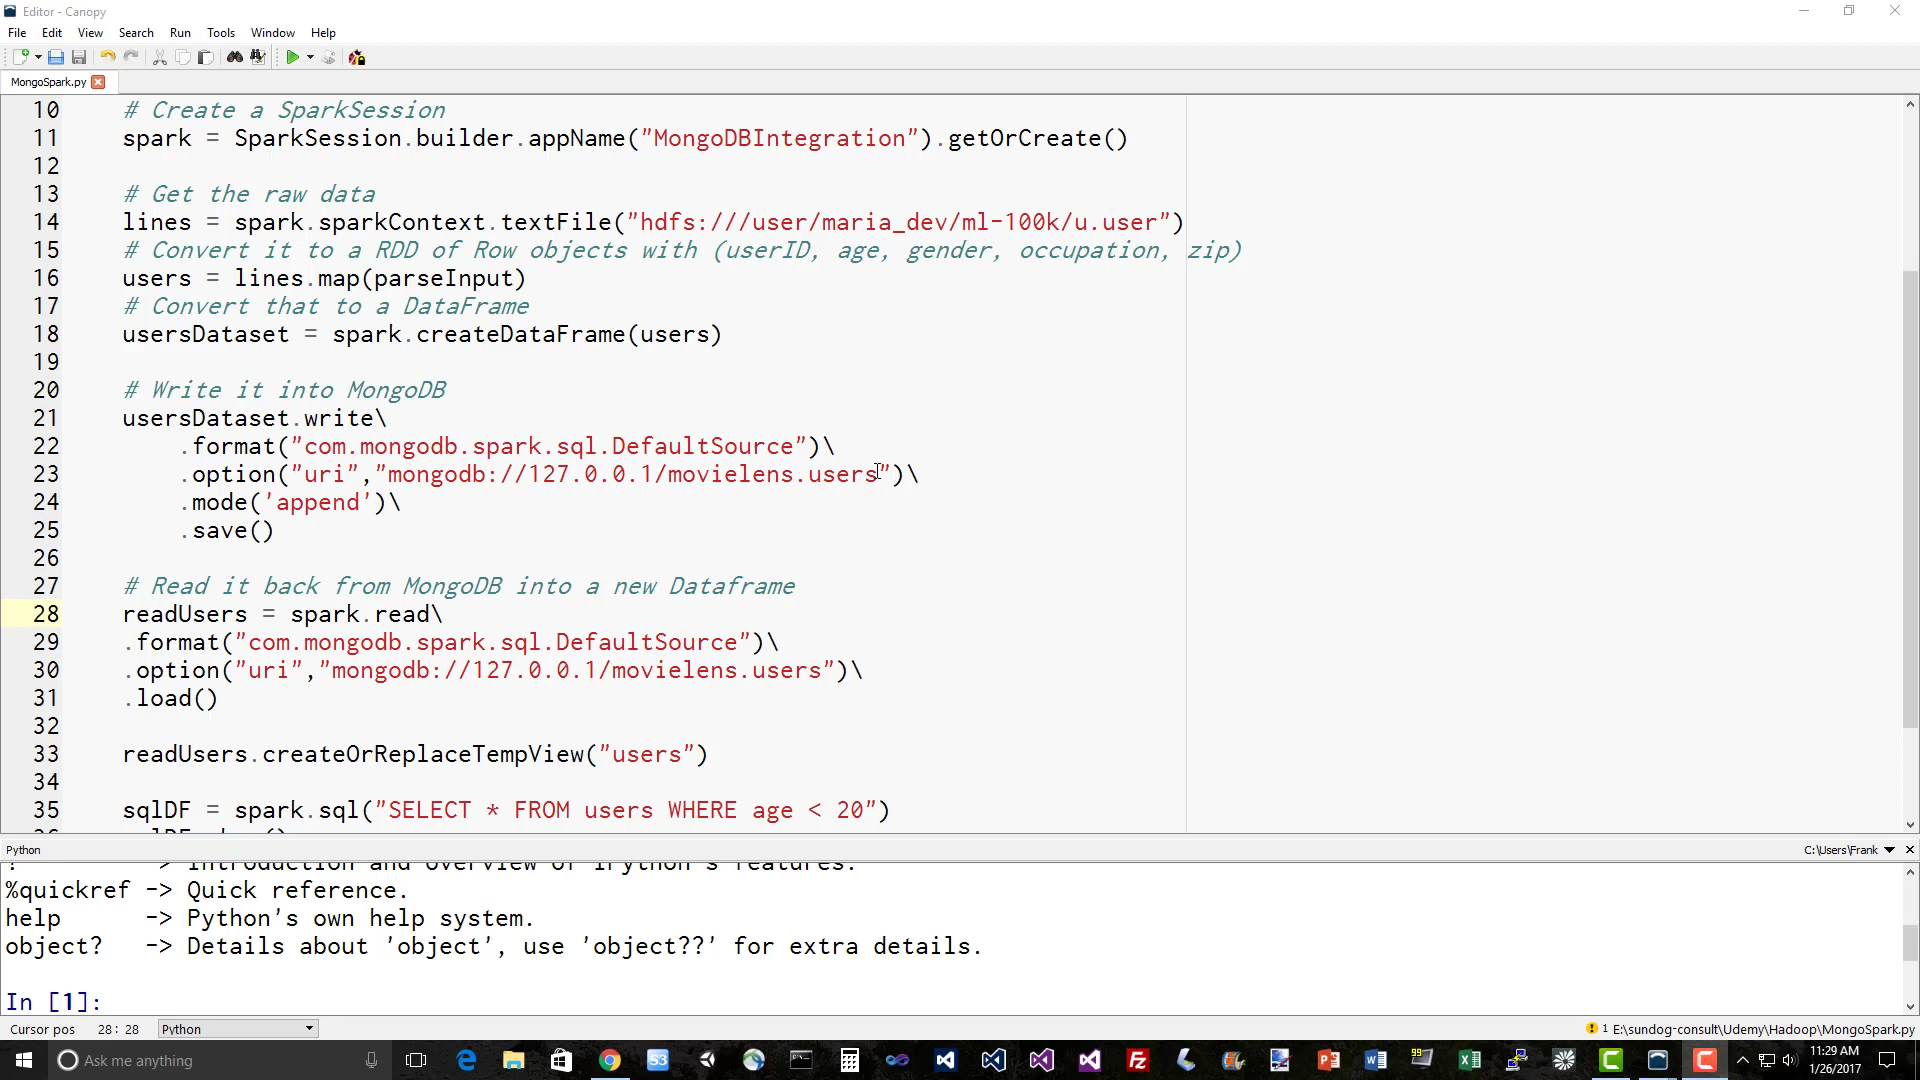 Editor - Canopy
File Edit View Search Run Tools Window Help
MongoSpark.py
10 # Create a SparkSession
11 spark = SparkSession.builder.appName("MongoDBIntegration").getOrCreate()
12
13 # Get the raw data
14 lines = spark.sparkContext.textFile("hdfs:///user/maria_dev/ml-100k/u.user")
15 # Convert it to a RDD of Row objects with (userID, age, gender, occupation, zip)
16 users = lines.map(parseInput)
17 # Convert that to a DataFrame
18 usersDataset = spark.createDataFrame(users)
19
20 # Write it into MongoDB
21 usersDataset.write\
22 .format("com.mongodb.spark.sql.DefaultSource")\
23 .option("uri","mongodb://127.0.0.1/movielens.users")\
24 .mode('append')\
25 .save()
26
27 # Read it back from MongoDB into a new Dataframe
28 readUsers = spark.read\
29 .format("com.mongodb.spark.sql.DefaultSource")\
30 .option("uri","mongodb://127.0.0.1/movielens.users")\
31 .load()
32
33 readUsers.createOrReplaceTempView("users")
34
35 sqlDF = spark.sql("SELECT * FROM users WHERE age < 20")
Python C:\Users\Frank
-> Introduction and overview of IPython's features.
%quickref -> Quick reference.
help -> Python's own help system.
object? -> Details about 'object', use 'object??' for extra details.
In [1]:
Cursor pos 28: 28 Python 1 E:\sundog-consult\Udemy\Hadoop\MongoSpark.py
Ask me anything
11:29 AM
1/26/2017